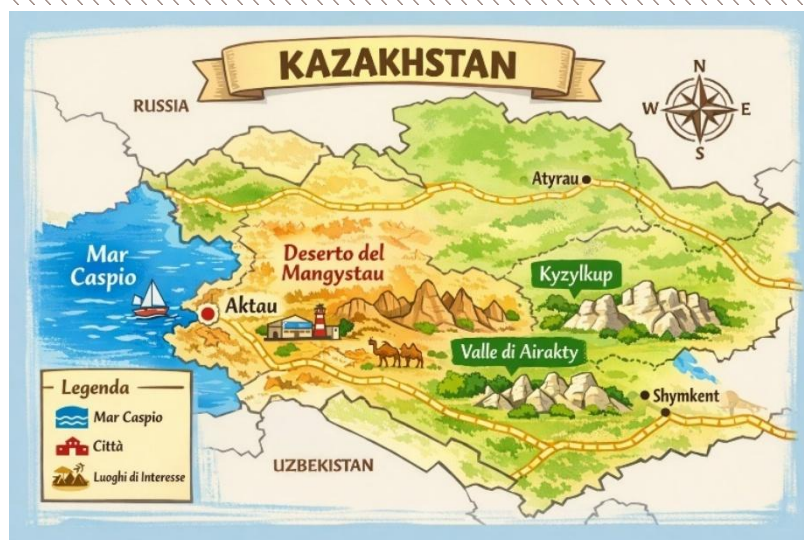 KAZAKHSTAN
RUSSIA
N
W
E
S
Atyrau
Mar
Caspio
Deserto del
Mangystau
Kyzylkup
Aktau
Valle di Airakty
Legenda
Mar Caspio
Città
Luoghi di Interesse
Shymkent
UZBEKISTAN